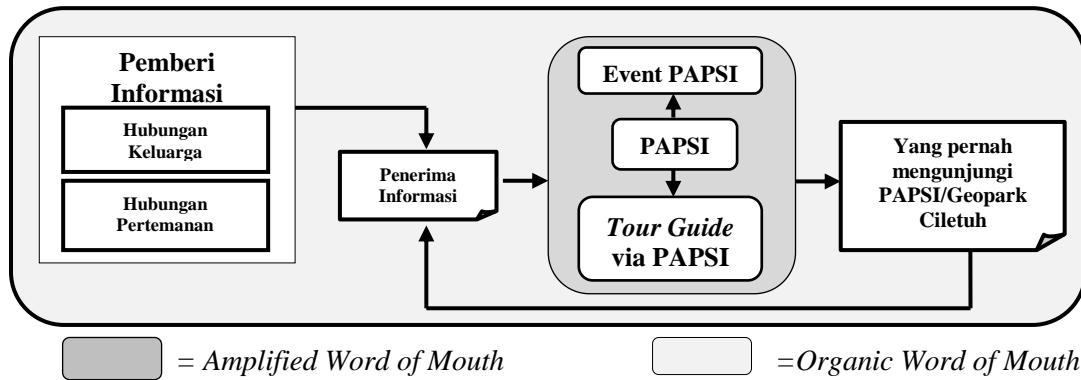 Pemberi
Informasi
Hubungan
Keluarga
Hubungan
Pertemanan
Penerima
Informasi
Event PAPSI
PAPSI
Tour Guide
via PAPSI
Yang pernah
mengunjungi
PAPSI/Geopark
Ciletuh
= Amplified Word of Mouth
=Organic Word of Mouth